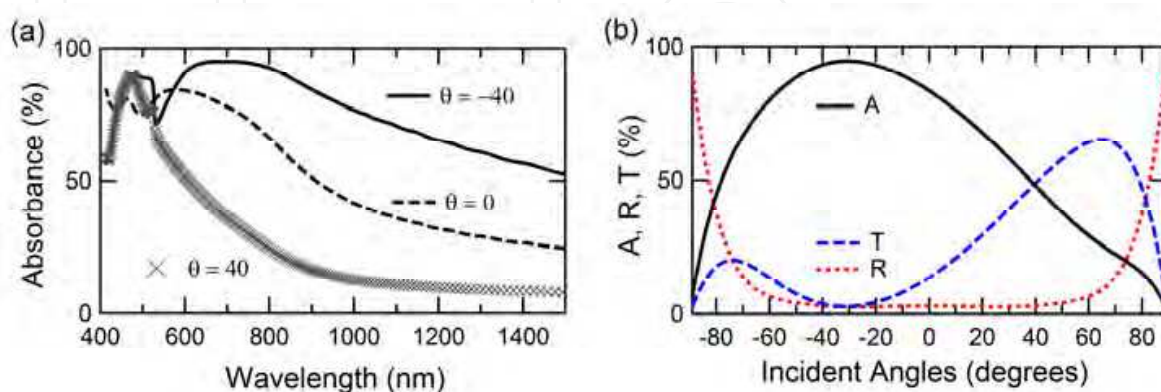 (a)
100
50
0
Absorbance (%)
θ = −40
θ = 0
θ = 40
400 600 800 1000 1200 1400
Wavelength (nm)
(b)
100
50
0
A, R, T (%)
A
T
R
-80 -60 -40 -20 0 20 40 60 80
Incident Angles (degrees)